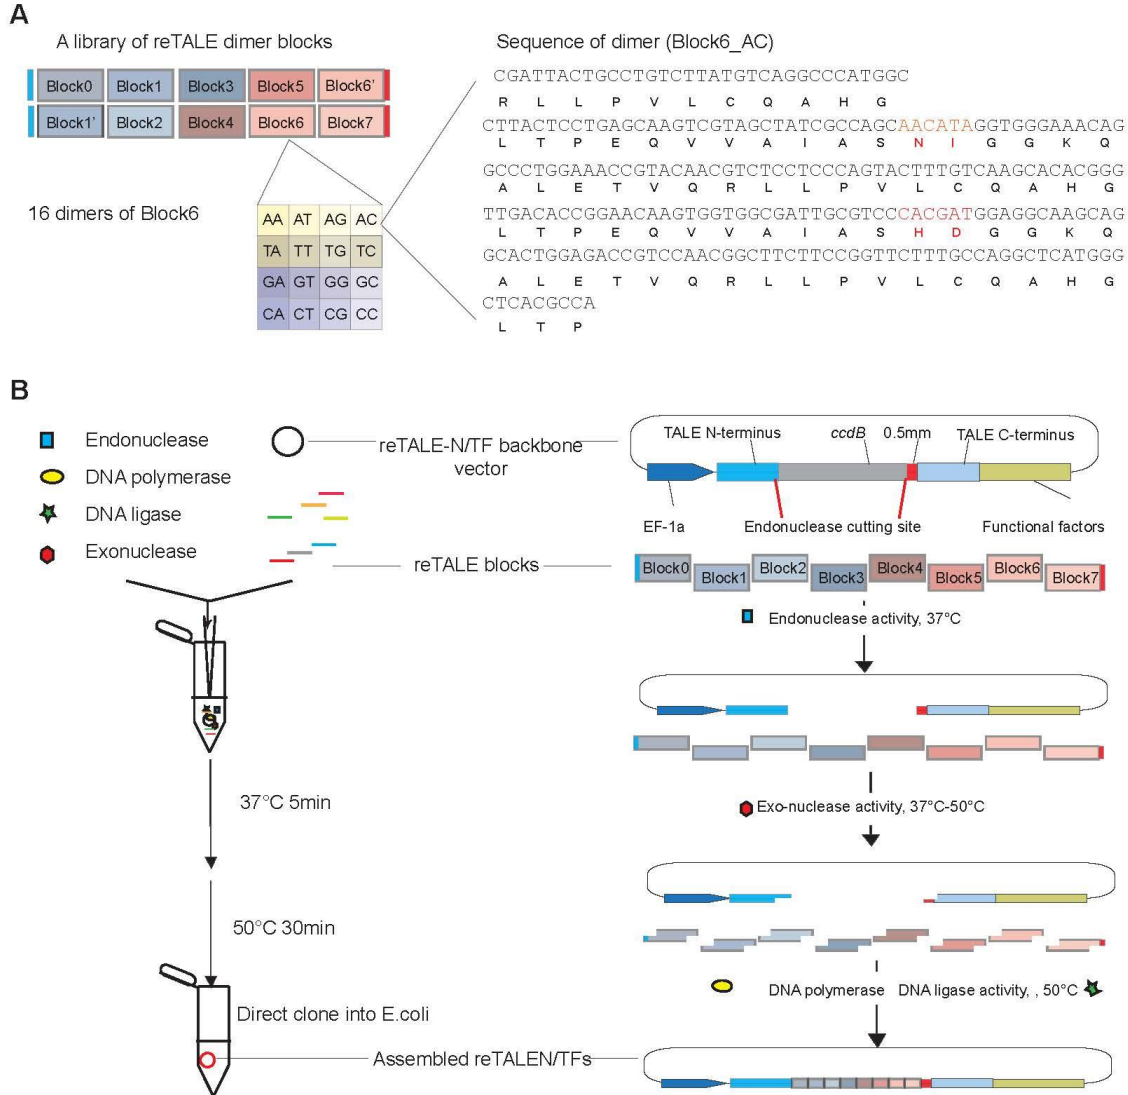 A
A library of reTALE dimer blocks
Block0 Block1 Block3 Block5 Block6'
Block1' Block2 Block4 Block6 Block7
16 dimers of Block6
AA AT AG AC
TA TT TG TC
GA GT GG GC
CA CT CG CC
Sequence of dimer (Block6_AC)
CGATTACTGCCTGTCTTATGTCAGGCCCATGGC
R L L P V L C Q A H G
CTTACTCCTGAGCAAGTCGTAGCTATCGCCAGCAACATAGGTGGGAAACAG
L T P E Q V V A I A S N I G G K Q
GCCCTGGAAACCGTACAACGTCTCCTCCCAGTACTTTGTCAAGCACACGGG
A L E T V Q R L L P V L C Q A H G
TTGACACCGGAACAAGTGGTGGCGATTGCGTCCCACGATGGAGGCAAGCAG
L T P E Q V V A I A S H D G G K Q
GCACTGGAGACCGTCCAACGGCTTCTTCCGGTTCTTTGCCAGGCTCATGGG
A L E T V Q R L L P V L C Q A H G
CTCACGCCA
L T P
B
Endonuclease
DNA polymerase
DNA ligase
Exonuclease
reTALE-N/TF backbone
vector
reTALE blocks
37°C 5min
50°C 30min
Direct clone into E.coli
Assembled reTALEN/TFs
TALE N-terminus ccdB 0.5mm TALE C-terminus
EF-1a Endonuclease cutting site Functional factors
Block0 Block1 Block2 Block3 Block4 Block5 Block6 Block7
Endonuclease activity, 37°C
Exo-nuclease activity, 37°C-50°C
DNA polymerase DNA ligase activity, , 50°C